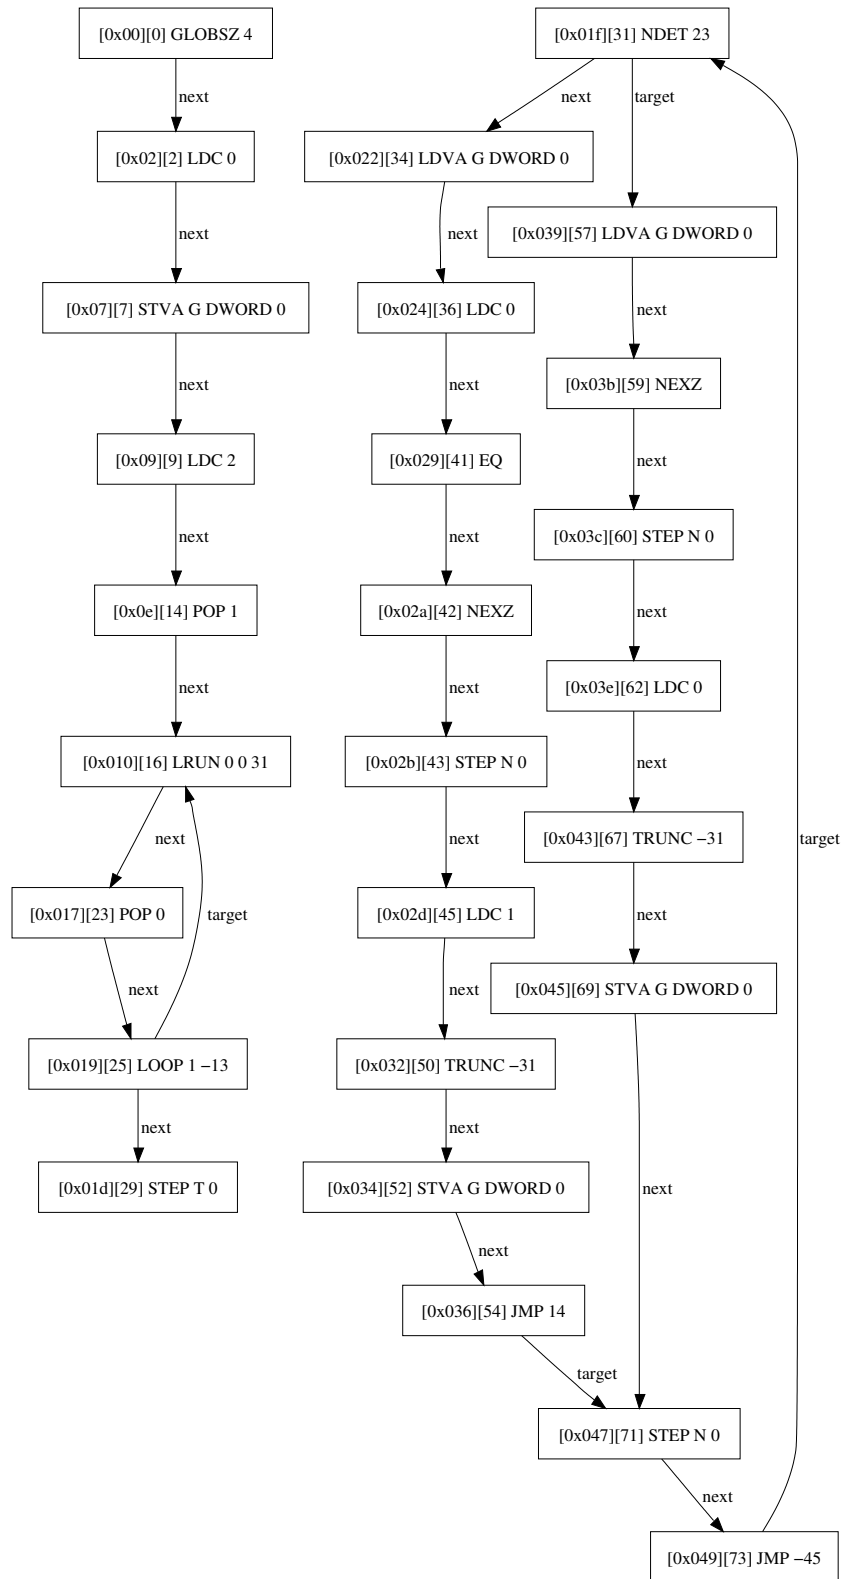 [0x00][0] GLOBSZ 4
next
[0x02][2] LDC 0
next
[0x07][7] STVA G DWORD 0
next
[0x09][9] LDC 2
next
[0x0e][14] POP 1
next
[0x010][16] LRUN 0 0 31
next
target
[0x017][23] POP 0
next
[0x019][25] LOOP 1 −13
next
[0x01d][29] STEP T 0
[0x01f][31] NDET 23
next
target
[0x022][34] LDVA G DWORD 0
next
[0x024][36] LDC 0
next
[0x029][41] EQ
next
[0x02a][42] NEXZ
next
[0x02b][43] STEP N 0
next
[0x02d][45] LDC 1
next
[0x032][50] TRUNC −31
next
[0x034][52] STVA G DWORD 0
next
[0x036][54] JMP 14
target
[0x039][57] LDVA G DWORD 0
next
[0x03b][59] NEXZ
next
[0x03c][60] STEP N 0
next
[0x03e][62] LDC 0
next
[0x043][67] TRUNC −31
next
[0x045][69] STVA G DWORD 0
next
[0x047][71] STEP N 0
next
[0x049][73] JMP −45
target